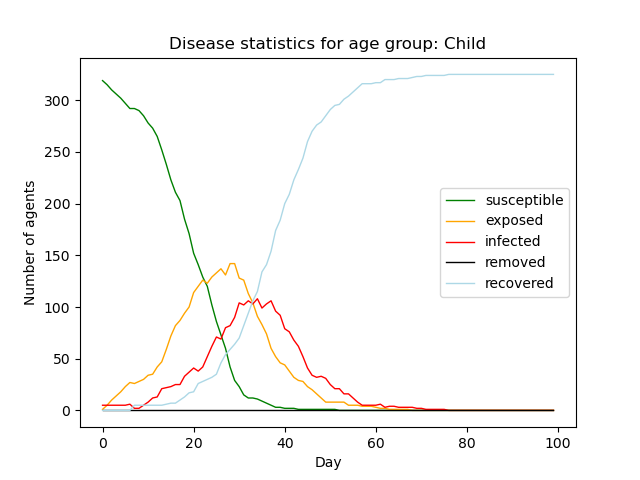 Disease statistics for age group: Child
Number of agents
300
250
200
150
100
50
0
susceptible
exposed
infected
removed
recovered
0 20 40 60 80 100
Day